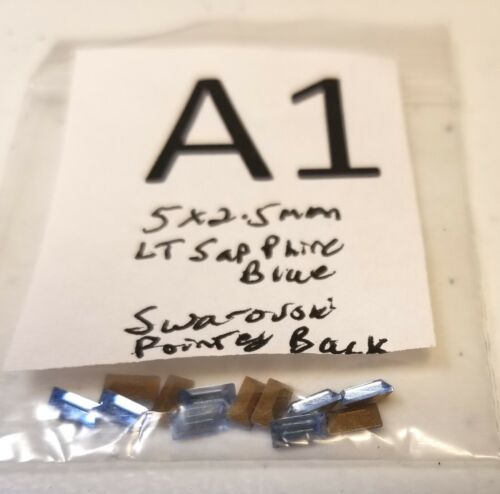 A1
5x2.5mm
LT Sapphire
Blue
Swarovski
Pointed Back